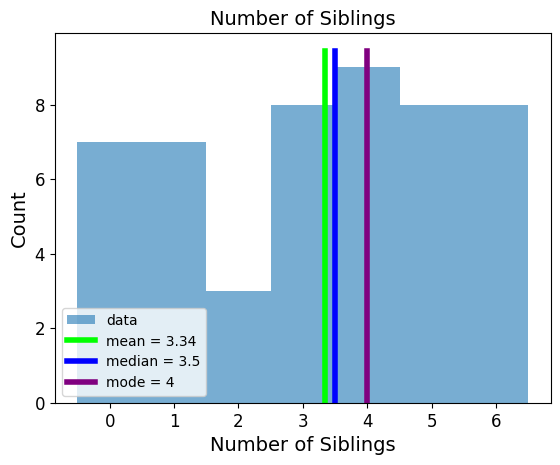 Number of Siblings
Count
8
6
4
2
0
data
mean = 3.34
median = 3.5
mode = 4
0 1 2 3 4 5 6
Number of Siblings